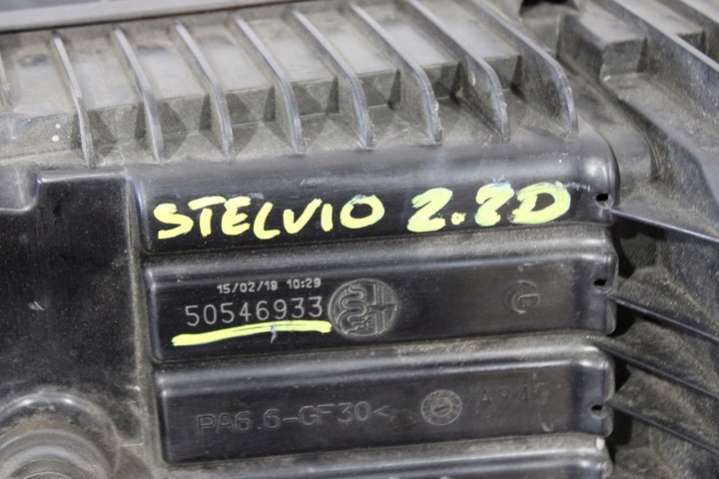 STELVIO 2.2D
15/02/18 10:29
50546933
PA6.6-GF30<